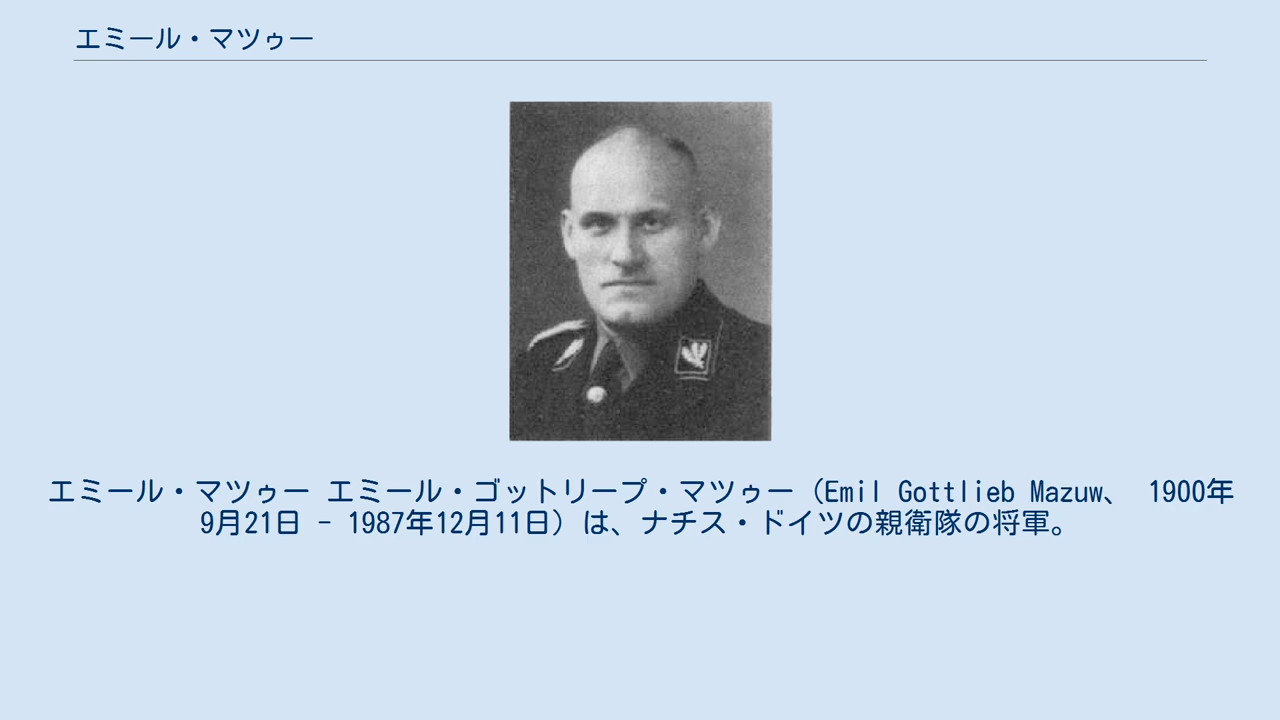 エミール・マツゥー
エミール・マツゥー エミール・ゴットリープ・マツゥー（Emil Gottlieb Mazuw、 1900年
9月21日 - 1987年12月11日）は、ナチス・ドイツの親衛隊の将軍。